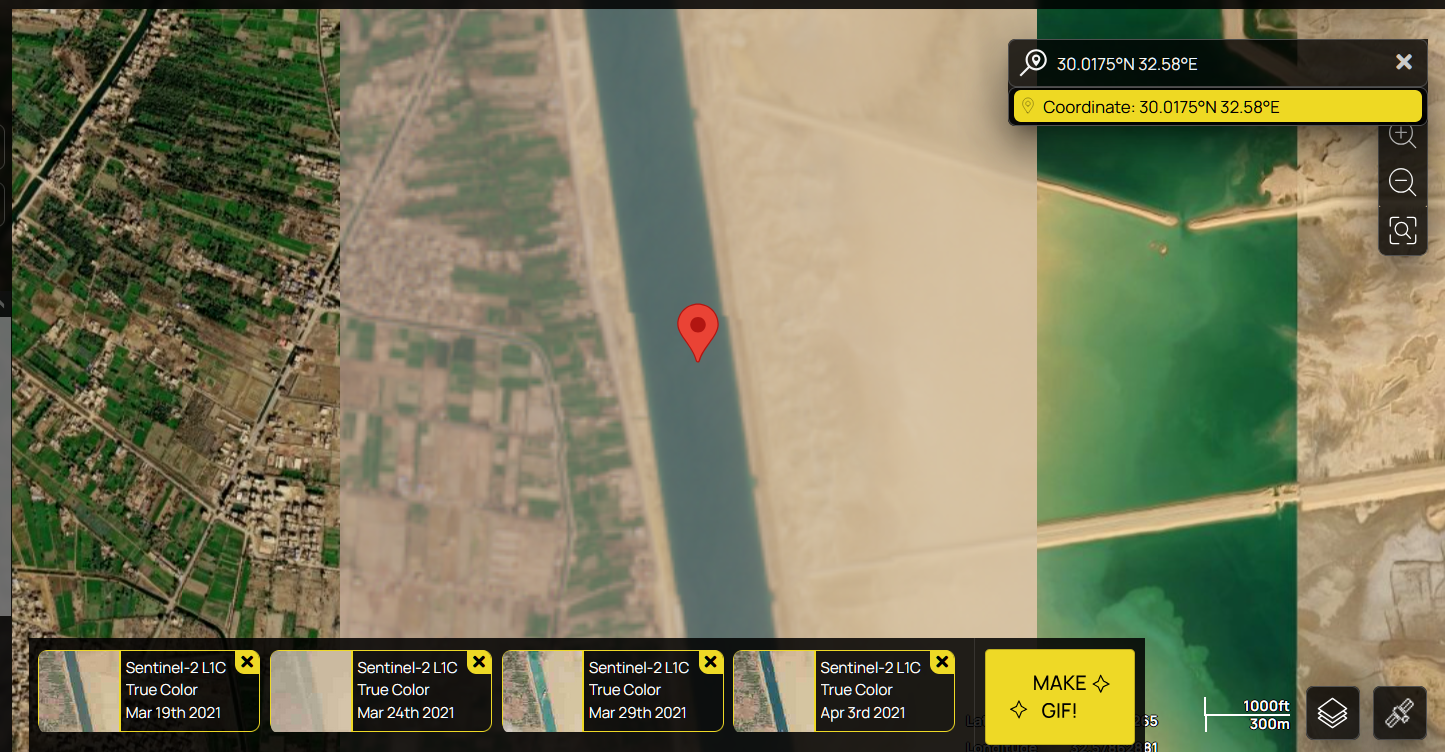 30.0175°N 32.58°E
Coordinate: 30.0175°N 32.58°E
Sentinel-2 L1C
True Color
Mar 19th 2021
Sentinel-2 L1C
True Color
Mar 24th 2021
Sentinel-2 L1C
True Color
Mar 29th 2021
Sentinel-2 L1C
True Color
Apr 3rd 2021
MAKE
GIF!
1000ft
300m